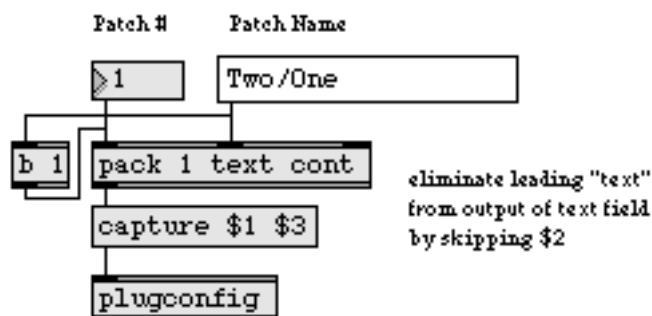 Patch # Patch Name
1 Two/One
b 1 pack 1 text cont
eliminate leading "text"
from output of text field
by skipping $2
capture $1 $3
plugconfig